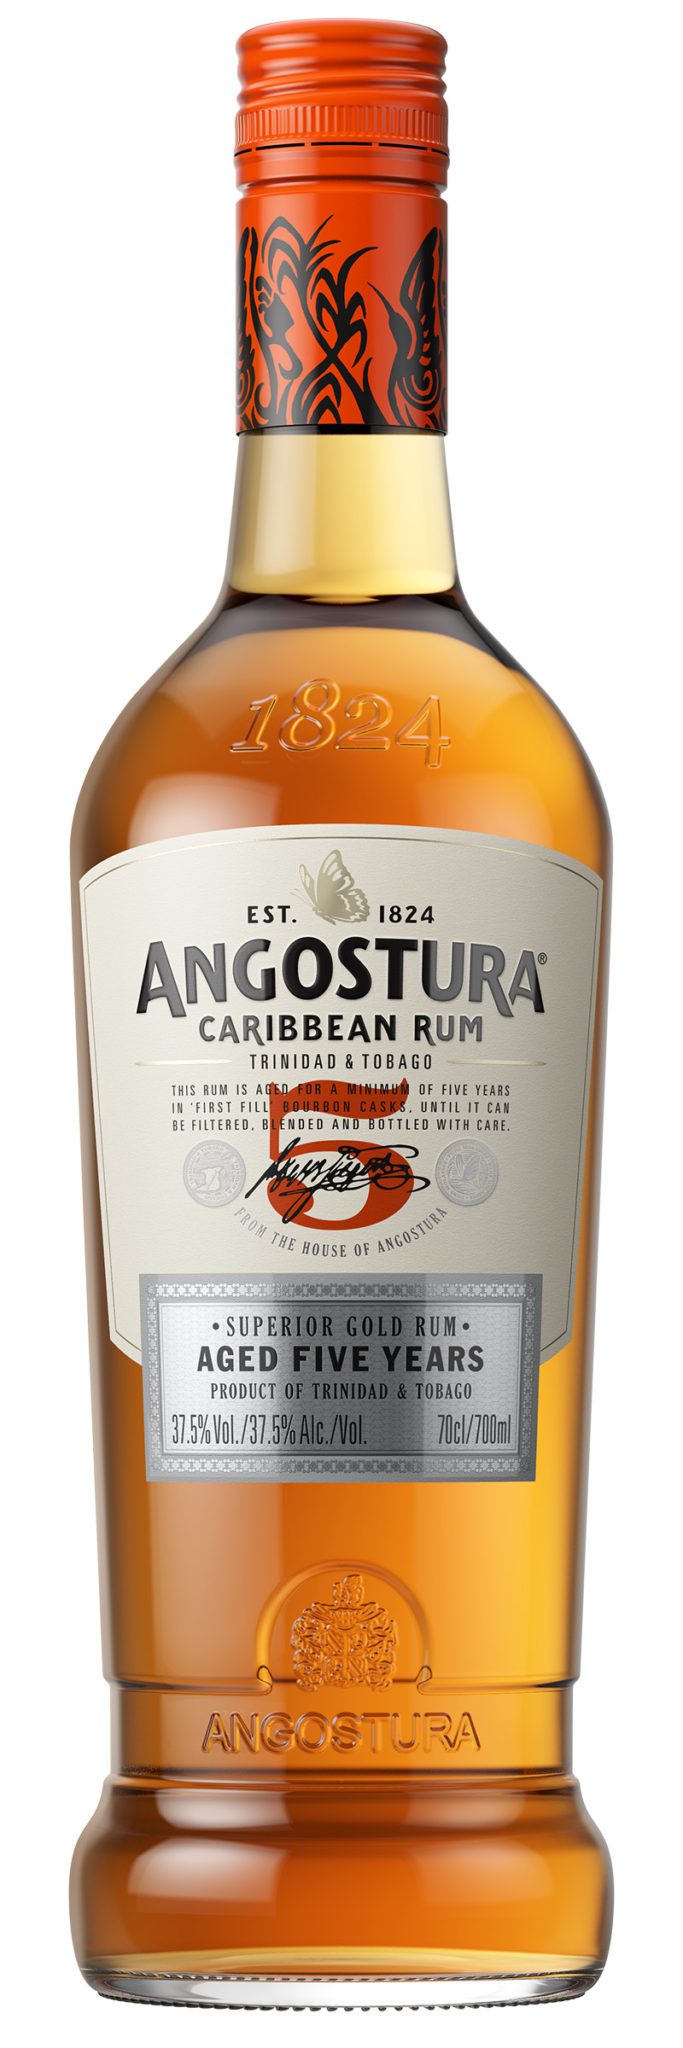 1824
EST. 1824
ANGOSTURA®
CARIBBEAN RUM
TRINIDAD & TOBAGO
THIS RUM IS AGED FOR A MINIMUM OF FIVE YEARS
IN 'FIRST FILL' BOURBON CASKS, UNTIL IT CAN
BE FILTERED, BLENDED AND BOTTLED WITH CARE.
5
FROM THE HOUSE OF ANGOSTURA
•SUPERIOR GOLD RUM•
AGED FIVE YEARS
PRODUCT OF TRINIDAD & TOBAGO
37.5%Vol./37.5% Alc./Vol. 70cl/700ml
ANGOSTURA